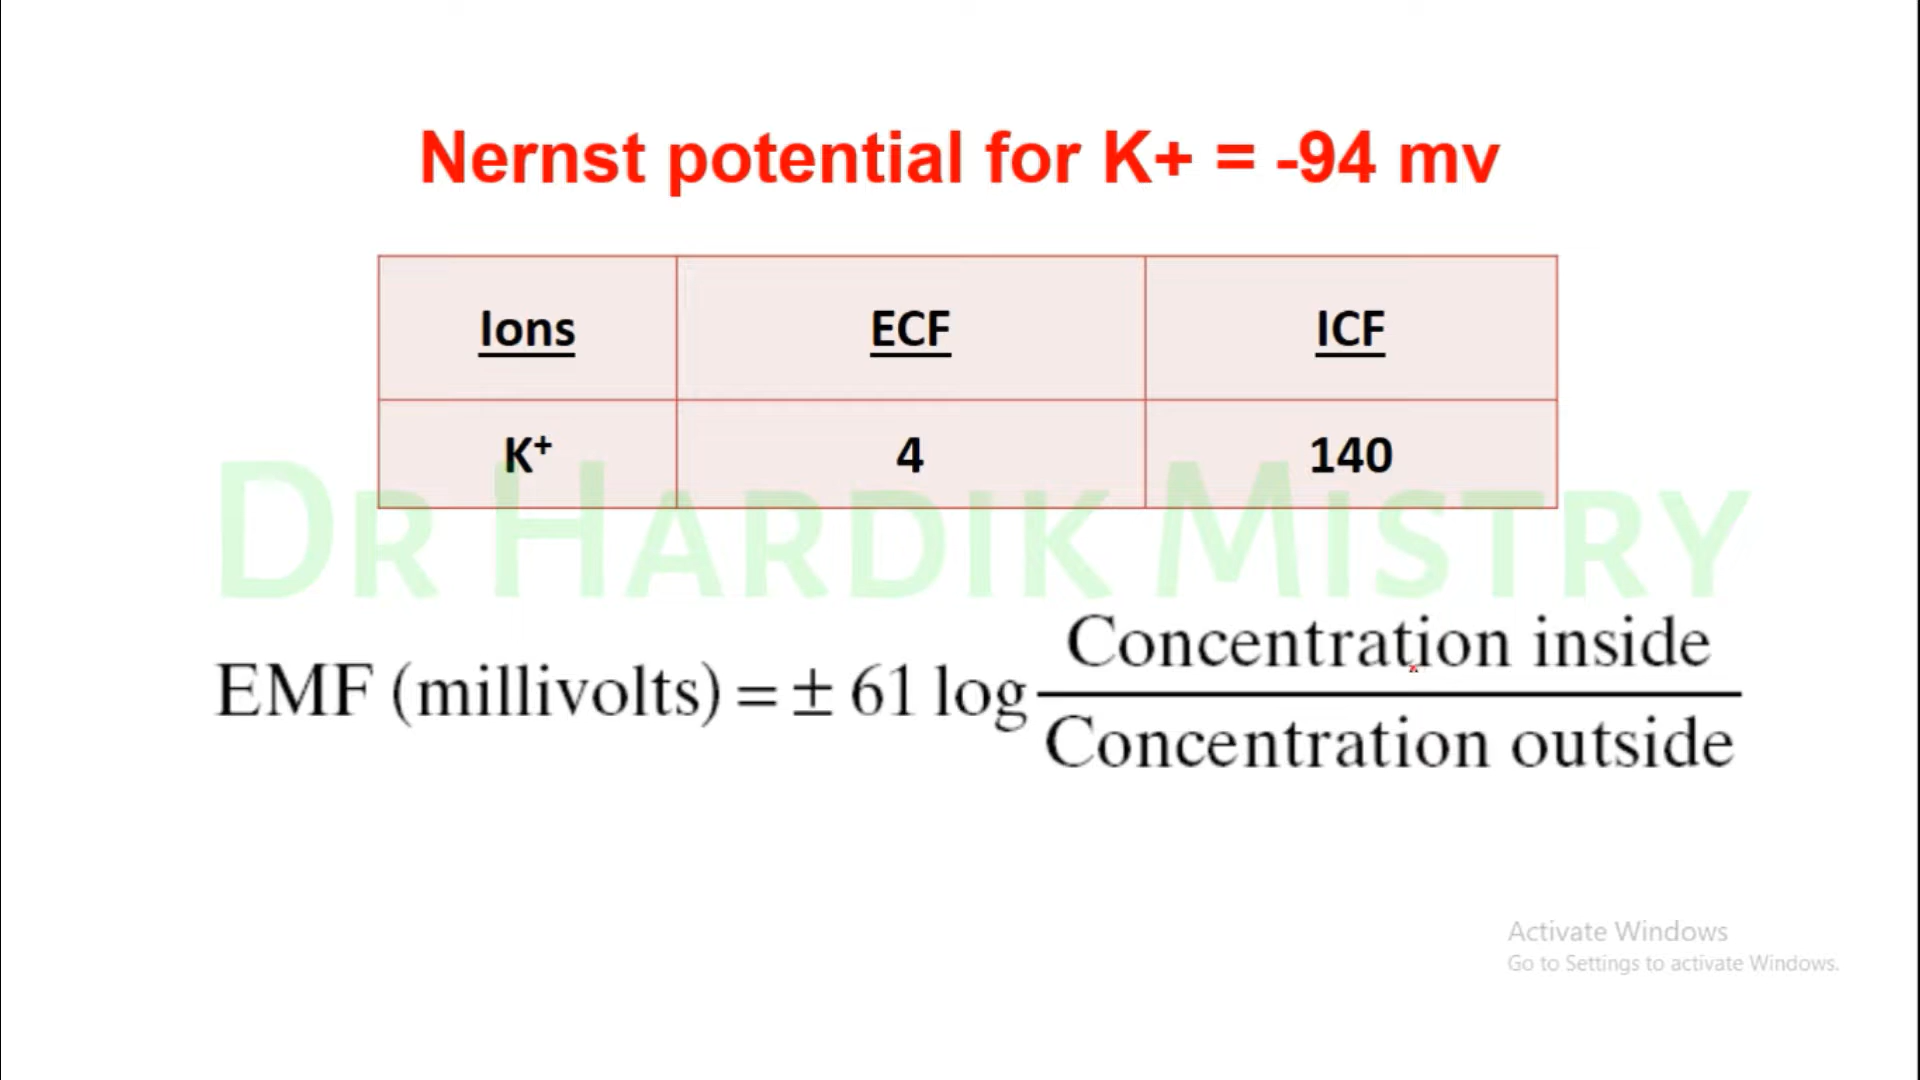 Nernst potential for K+ = -94 mv
Ions ECF ICF
K⁺ 4 140
DR HARDIK MISTRY
EMF (millivolts) = ± 61 log Concentration inside
Concentration outside
Activate Windows
Go to Settings to activate Windows.